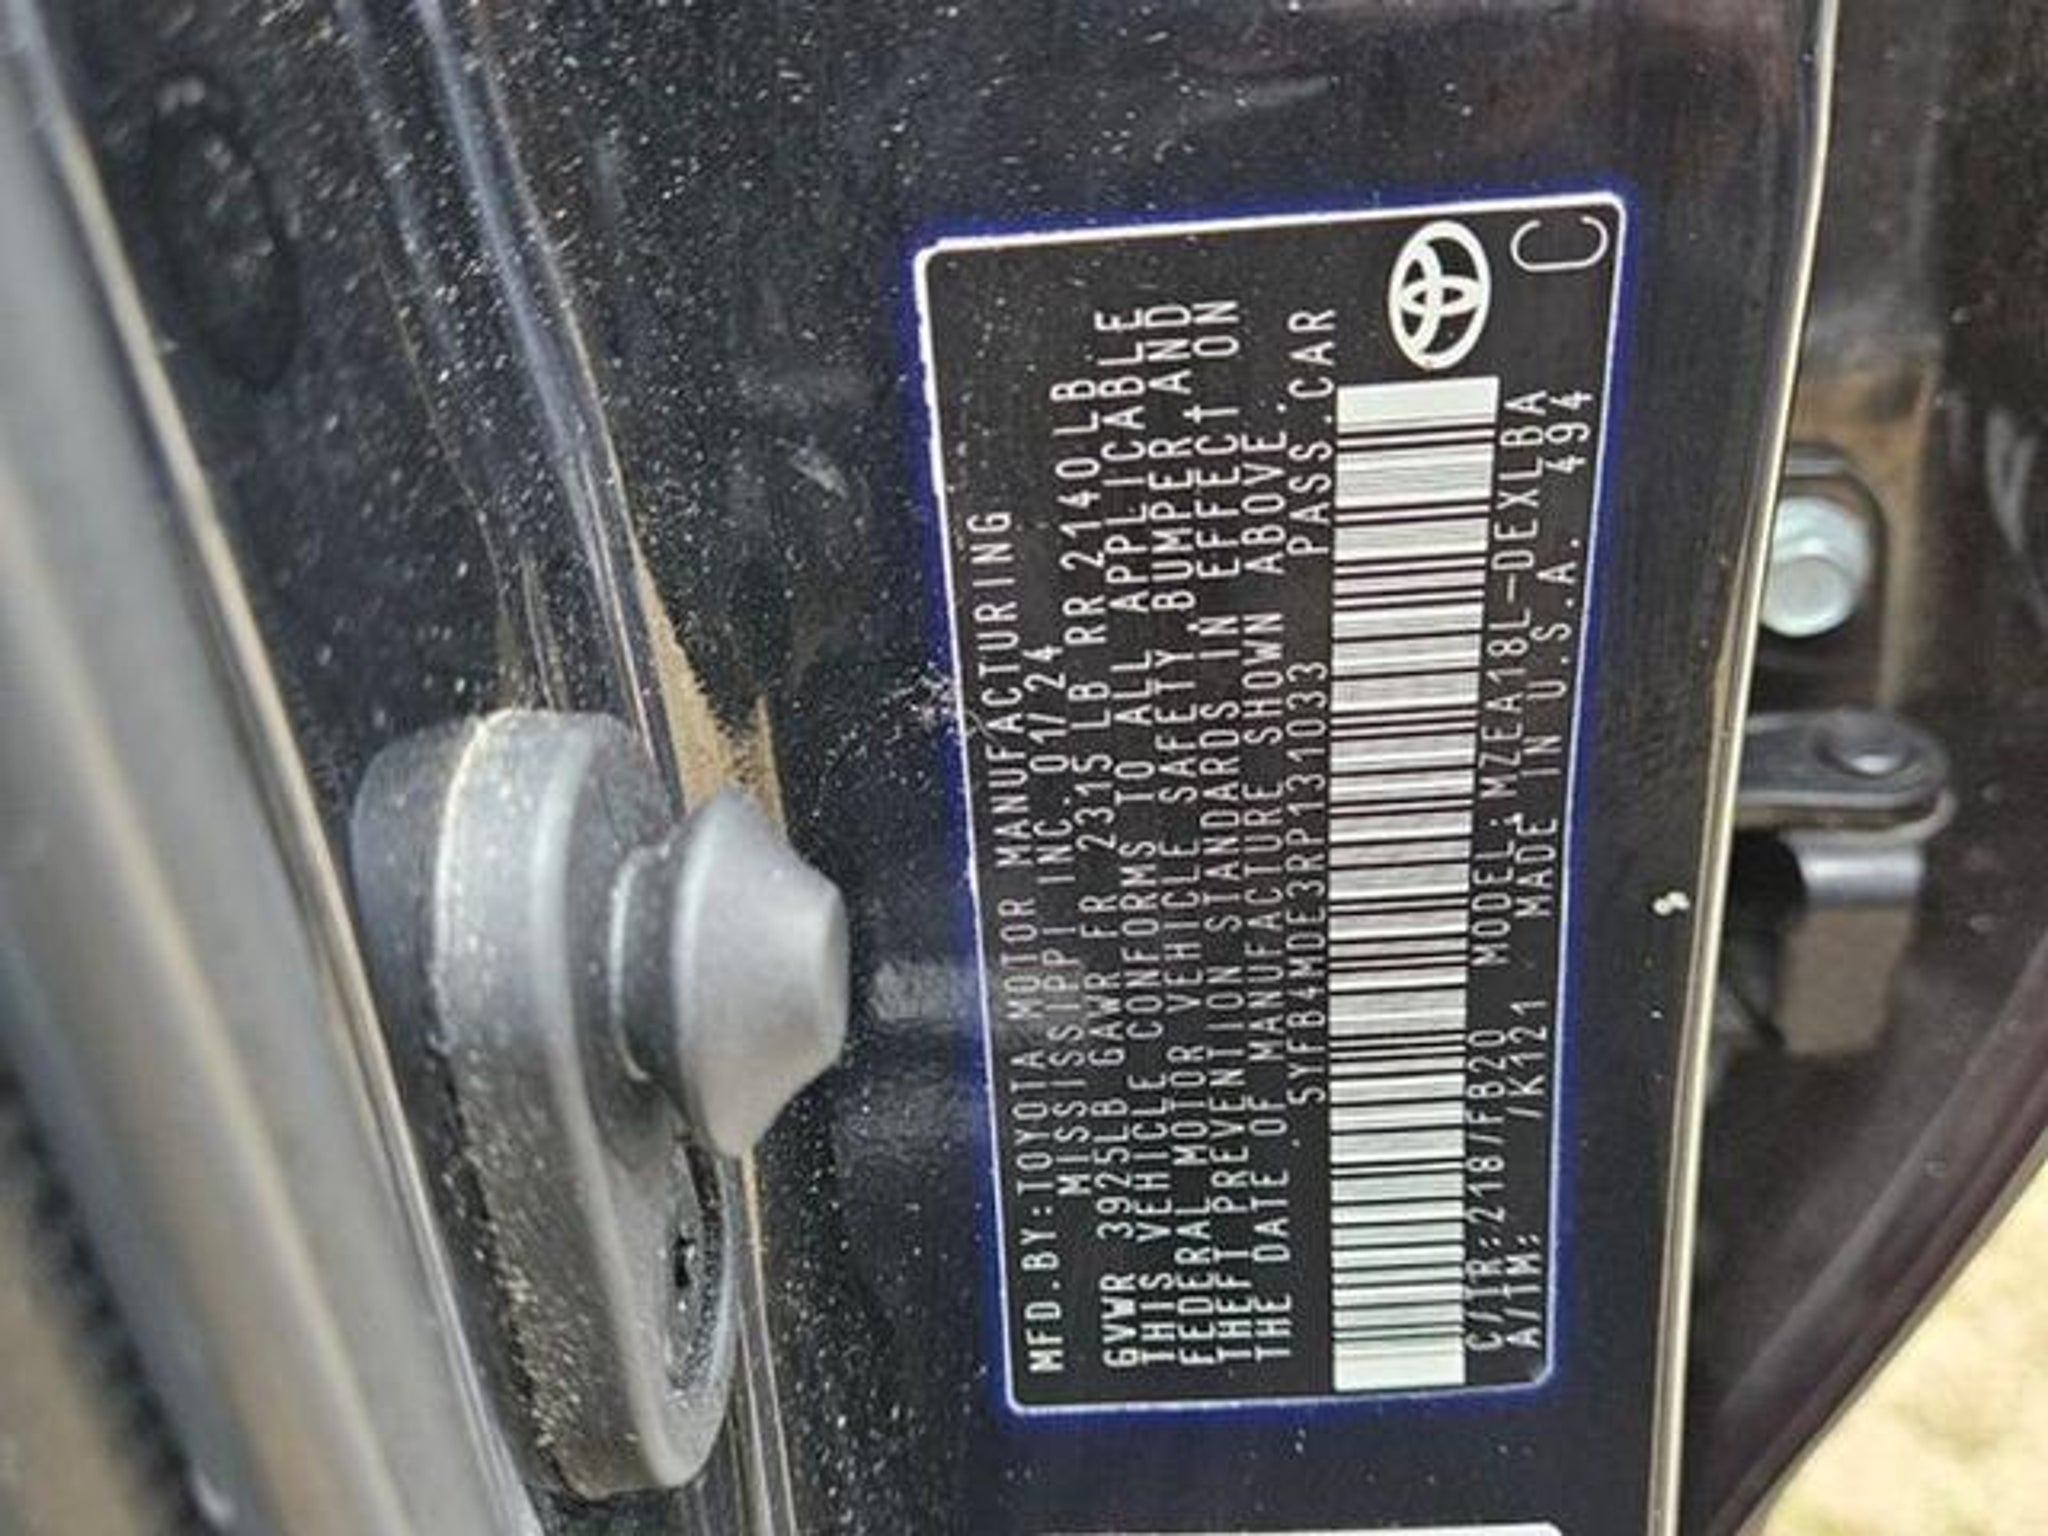 MFD.BY:TOYOTA MOTOR MANUFACTURING
MISSISSIPPI INC. 01/24
GVWR 3925LB GAWR FR 2315LB RR 2140LB
THIS VEHICLE CONFORMS TO ALL APPLICABLE
FEDERAL MOTOR VEHICLE SAFETY, BUMPER, AND
THEFT PREVENTION STANDARDS IN EFFECT ON
THE DATE OF MANUFACTURE SHOWN ABOVE.
5YFB4MDE3RP131033 PASS.CAR
C/TR:218/FB20 MODEL:MZEA18L-DEXLBA
A/TM: /K121 MADE IN U.S.A. 494
C